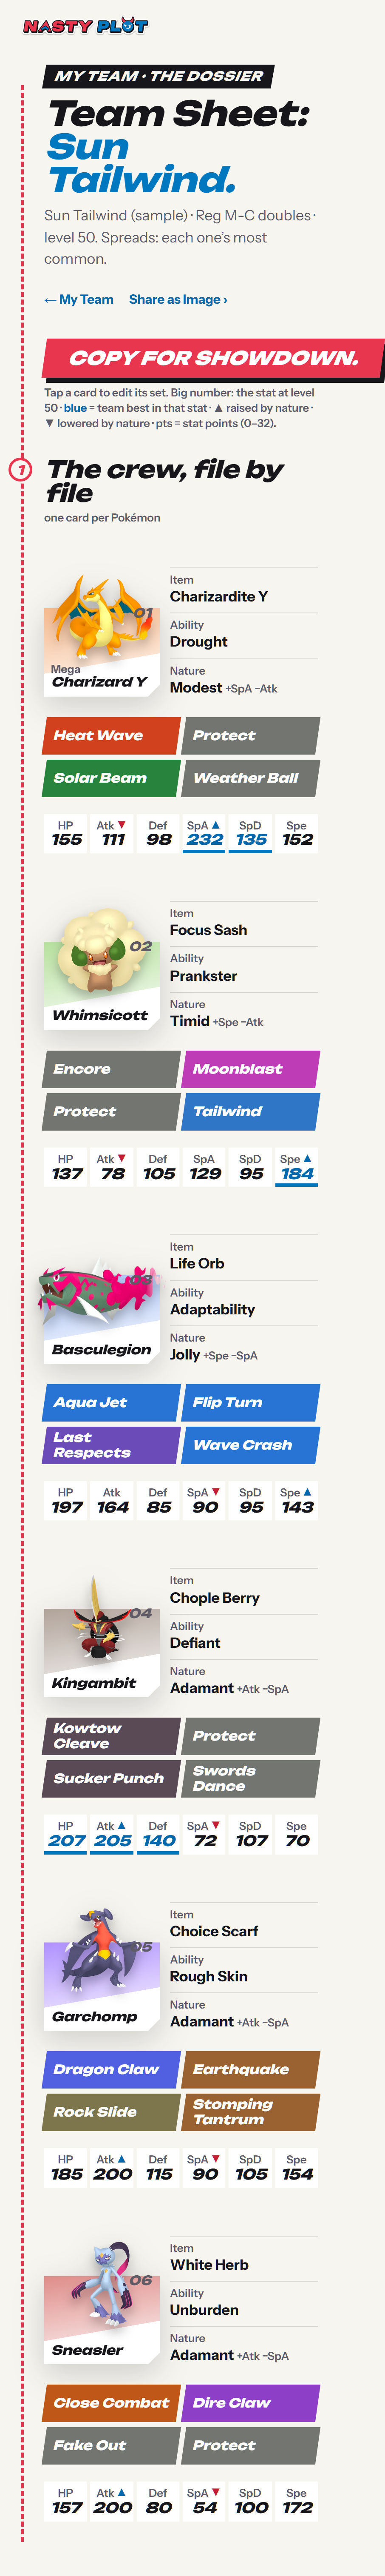 NASTY PLOT
MY TEAM · THE DOSSIER
Team Sheet:
Sun
Tailwind.
Sun Tailwind (sample) · Reg M-C doubles ·
level 50. Spreads: each one's most
common.
← My Team Share as Image ›
COPY FOR SHOWDOWN.
Tap a card to edit its set. Big number: the stat at level
50 · blue = team best in that stat · ▲ raised by nature ·
▼ lowered by nature · pts = stat points (0–32).
1 The crew, file by
file
one card per Pokémon
01
Mega
Charizard Y
Item
Charizardite Y
Ability
Drought
Nature
Modest +SpA −Atk
Heat Wave Protect
Solar Beam Weather Ball
HP Atk ▼ Def SpA ▲ SpD Spe
155 111 98 232 135 152
02
Whimsicott
Item
Focus Sash
Ability
Prankster
Nature
Timid +Spe −Atk
Encore Moonblast
Protect Tailwind
HP Atk ▼ Def SpA SpD Spe ▲
137 78 105 129 95 184
03
Basculegion
Item
Life Orb
Ability
Adaptability
Nature
Jolly +Spe −SpA
Aqua Jet Flip Turn
Last
Respects Wave Crash
HP Atk Def SpA ▼ SpD Spe ▲
197 164 85 90 95 143
04
Kingambit
Item
Chople Berry
Ability
Defiant
Nature
Adamant +Atk −SpA
Kowtow
Cleave Protect
Sucker Punch Swords
Dance
HP Atk ▲ Def SpA ▼ SpD Spe
207 205 140 72 107 70
05
Garchomp
Item
Choice Scarf
Ability
Rough Skin
Nature
Adamant +Atk −SpA
Dragon Claw Earthquake
Rock Slide Stomping
Tantrum
HP Atk ▲ Def SpA ▼ SpD Spe
185 200 115 90 105 154
06
Sneasler
Item
White Herb
Ability
Unburden
Nature
Adamant +Atk −SpA
Close Combat Dire Claw
Fake Out Protect
HP Atk ▲ Def SpA ▼ SpD Spe
157 200 80 54 100 172